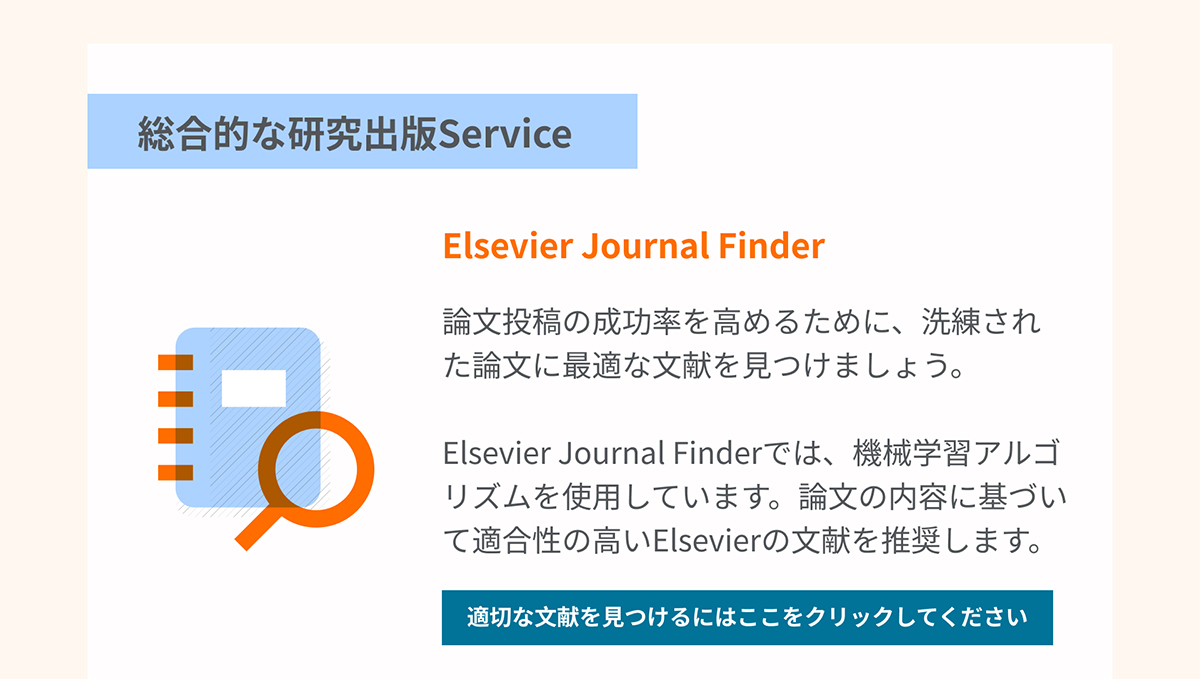 総合的な研究出版Service
Elsevier Journal Finder
論文投稿の成功率を高めるために、洗練され
た論文に最適な文献を見つけましょう。
Elsevier Journal Finderでは、機械学習アルゴ
リズムを使用しています。論文の内容に基づい
て適合性の高いElsevierの文献を推奨します。
適切な文献を見つけるにはここをクリックしてください